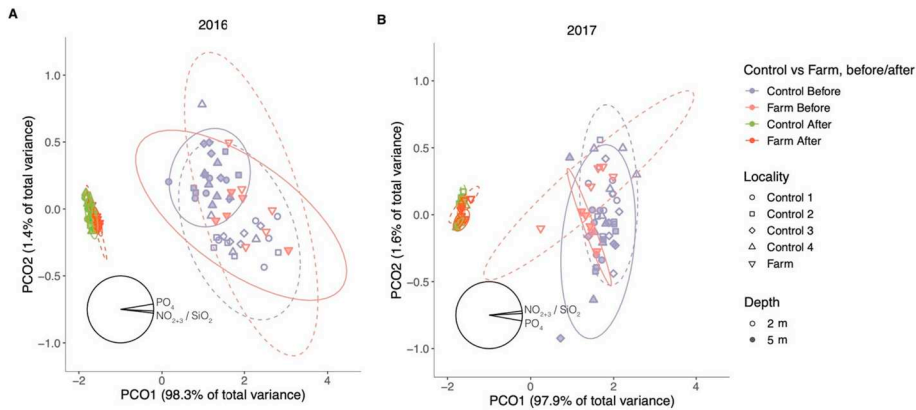 A
2016
PCO2 (1.4% of total variance)
1.0
0.5
0.0
−0.5
−1.0
PO₄
NO₂₊₃ / SiO₂
−2
0
2
4
PCO1 (98.3% of total variance)
B
2017
PCO2 (1.6% of total variance)
1.0
0.5
0.0
−0.5
−1.0
NO₂₊₃ / SiO₂
PO₄
−2
0
2
4
PCO1 (97.9% of total variance)
Control vs Farm, before/after
Control Before
Farm Before
Control After
Farm After
Locality
Control 1
Control 2
Control 3
Control 4
Farm
Depth
2 m
5 m